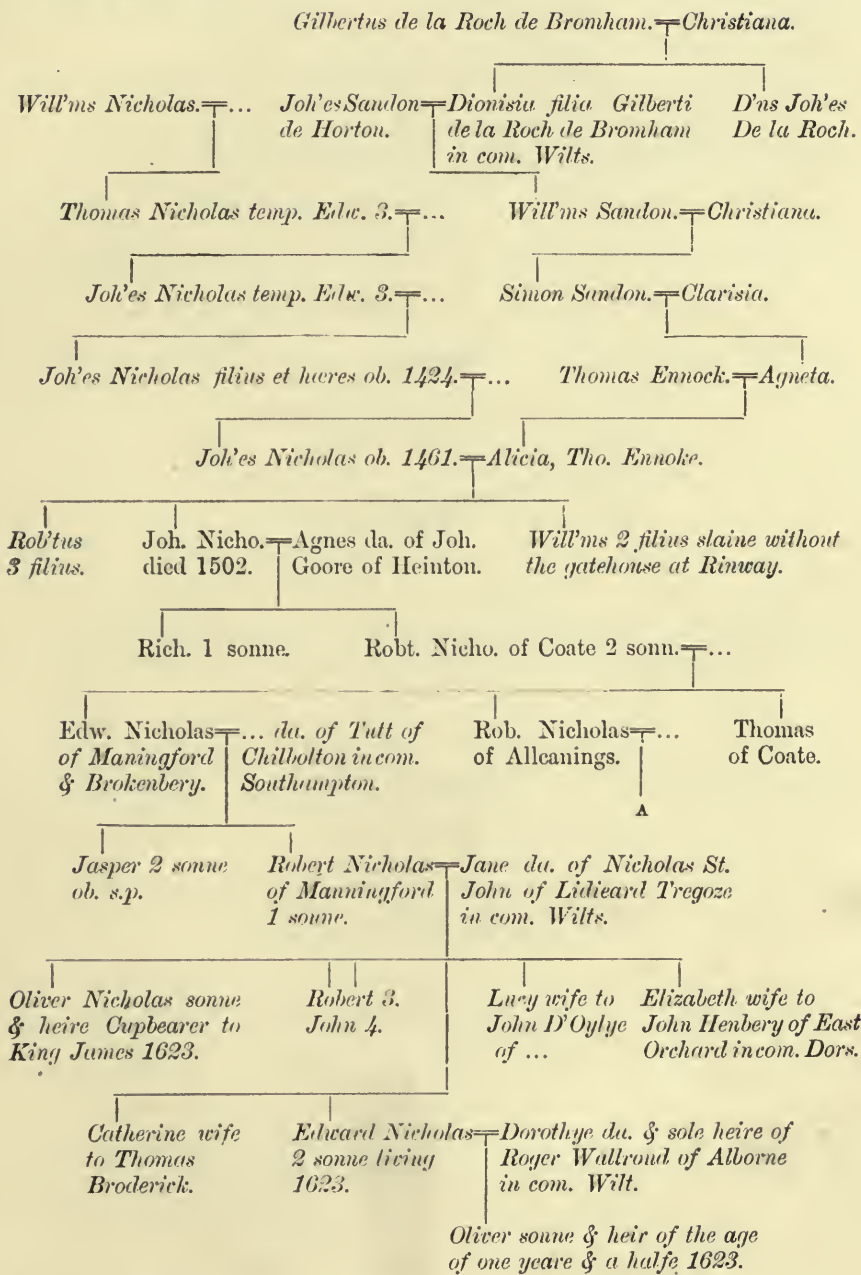 Gilbertus de la Roch de Bromham.=Christiana.
Will'ms Nicholas.=...
Joh'es Sandon=Dionisia filia Gilberti
de Horton. de la Roch de Bromham
in com. Wilts.
D'ns Joh'es
De la Roch.
Thomas Nicholas temp. Edw. 3.=...
Will'ms Sandon.=Christiana.
Joh'es Nicholas temp. Edw. 3.=...
Simon Sandon.=Clarisia.
Joh'es Nicholas filius et hæres ob. 1424.=...
Thomas Ennock.=Agneta.
Joh'es Nicholas ob. 1461.=Alicia, Tho. Ennoke.
Rob'tus
3 filius.
Joh. Nicho.=Agnes da. of Joh.
died 1502. Goore of Heinton.
Will'ms 2 filius slaine without
the gatehouse at Rinway.
Rich. 1 sonne.
Robt. Nicho. of Coate 2 sonn.=...
Edw. Nicholas=... da. of Tutt of
of Maningford Chilbolton in com.
& Brokenbery. Southampton.
Rob. Nicholas=...
of Allcanings.
A
Thomas
of Coate.
Jasper 2 sonne
ob. s.p.
Robert Nicholas=Jane da. of Nicholas St.
of Manningford John of Lidieard Tregoze
1 sonne. in com. Wilts.
Oliver Nicholas sonne
& heire Cupbearer to
King James 1623.
Robert 3.
John 4.
Lucy wife to
John D'Oylye
of ...
Elizabeth wife to
John Henbery of East
Orchard in com. Dors.
Catherine wife
to Thomas
Broderick.
Edward Nicholas=Dorothye da. & sole heire of
2 sonne living Roger Wallrond of Alborne
1623. in com. Wilt.
Oliver sonne & heir of the age
of one yeare & a halfe 1623.